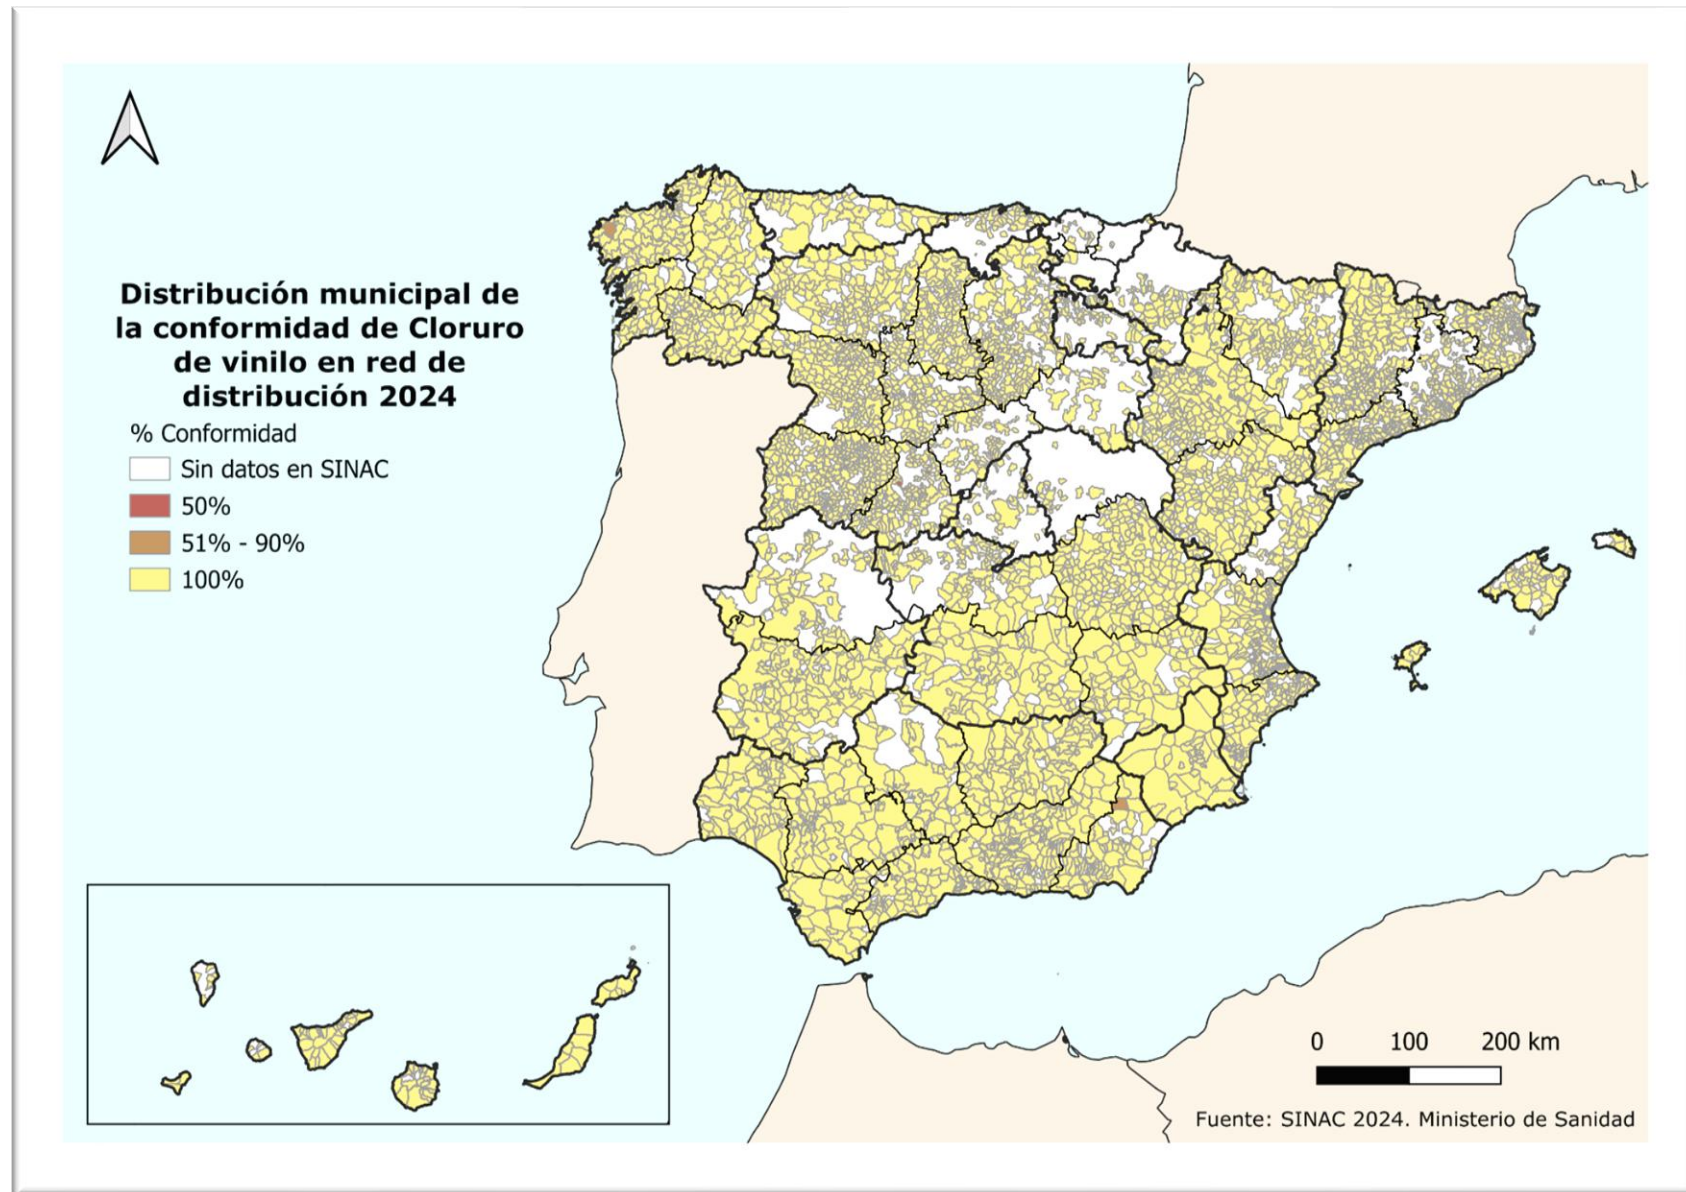 Distribución municipal de
la conformidad de Cloruro
de vinilo en red de
distribución 2024
% Conformidad
Sin datos en SINAC
50%
51% - 90%
100%
0 100 200 km
Fuente: SINAC 2024. Ministerio de Sanidad